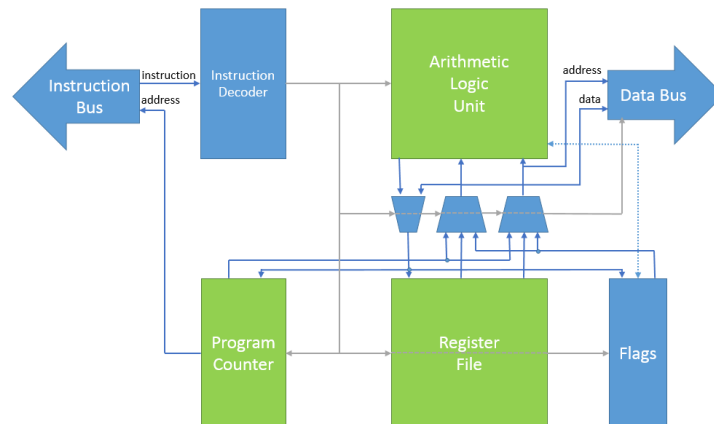 Instruction
Bus
instruction
address
Instruction
Decoder
Arithmetic
Logic
Unit
address
data
Data Bus
Program
Counter
Register
File
Flags